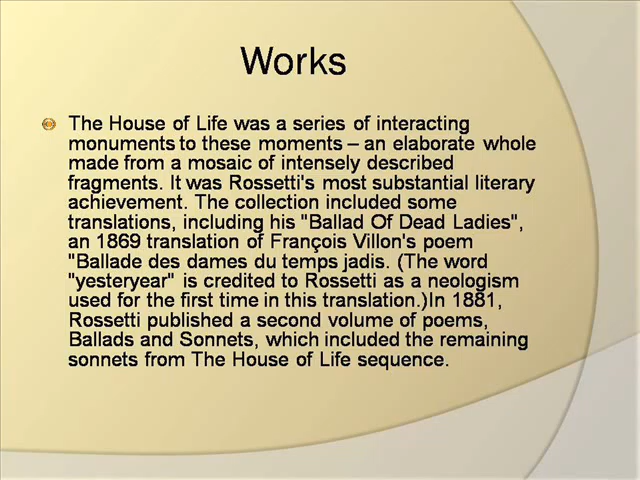 Works
The House of Life was a series of interacting
monuments to these moments – an elaborate whole
made from a mosaic of intensely described
fragments. It was Rossetti's most substantial literary
achievement. The collection included some
translations, including his "Ballad Of Dead Ladies",
an 1869 translation of François Villon's poem
"Ballade des dames du temps jadis. (The word
"yesteryear" is credited to Rossetti as a neologism
used for the first time in this translation.)In 1881,
Rossetti published a second volume of poems,
Ballads and Sonnets, which included the remaining
sonnets from The House of Life sequence.